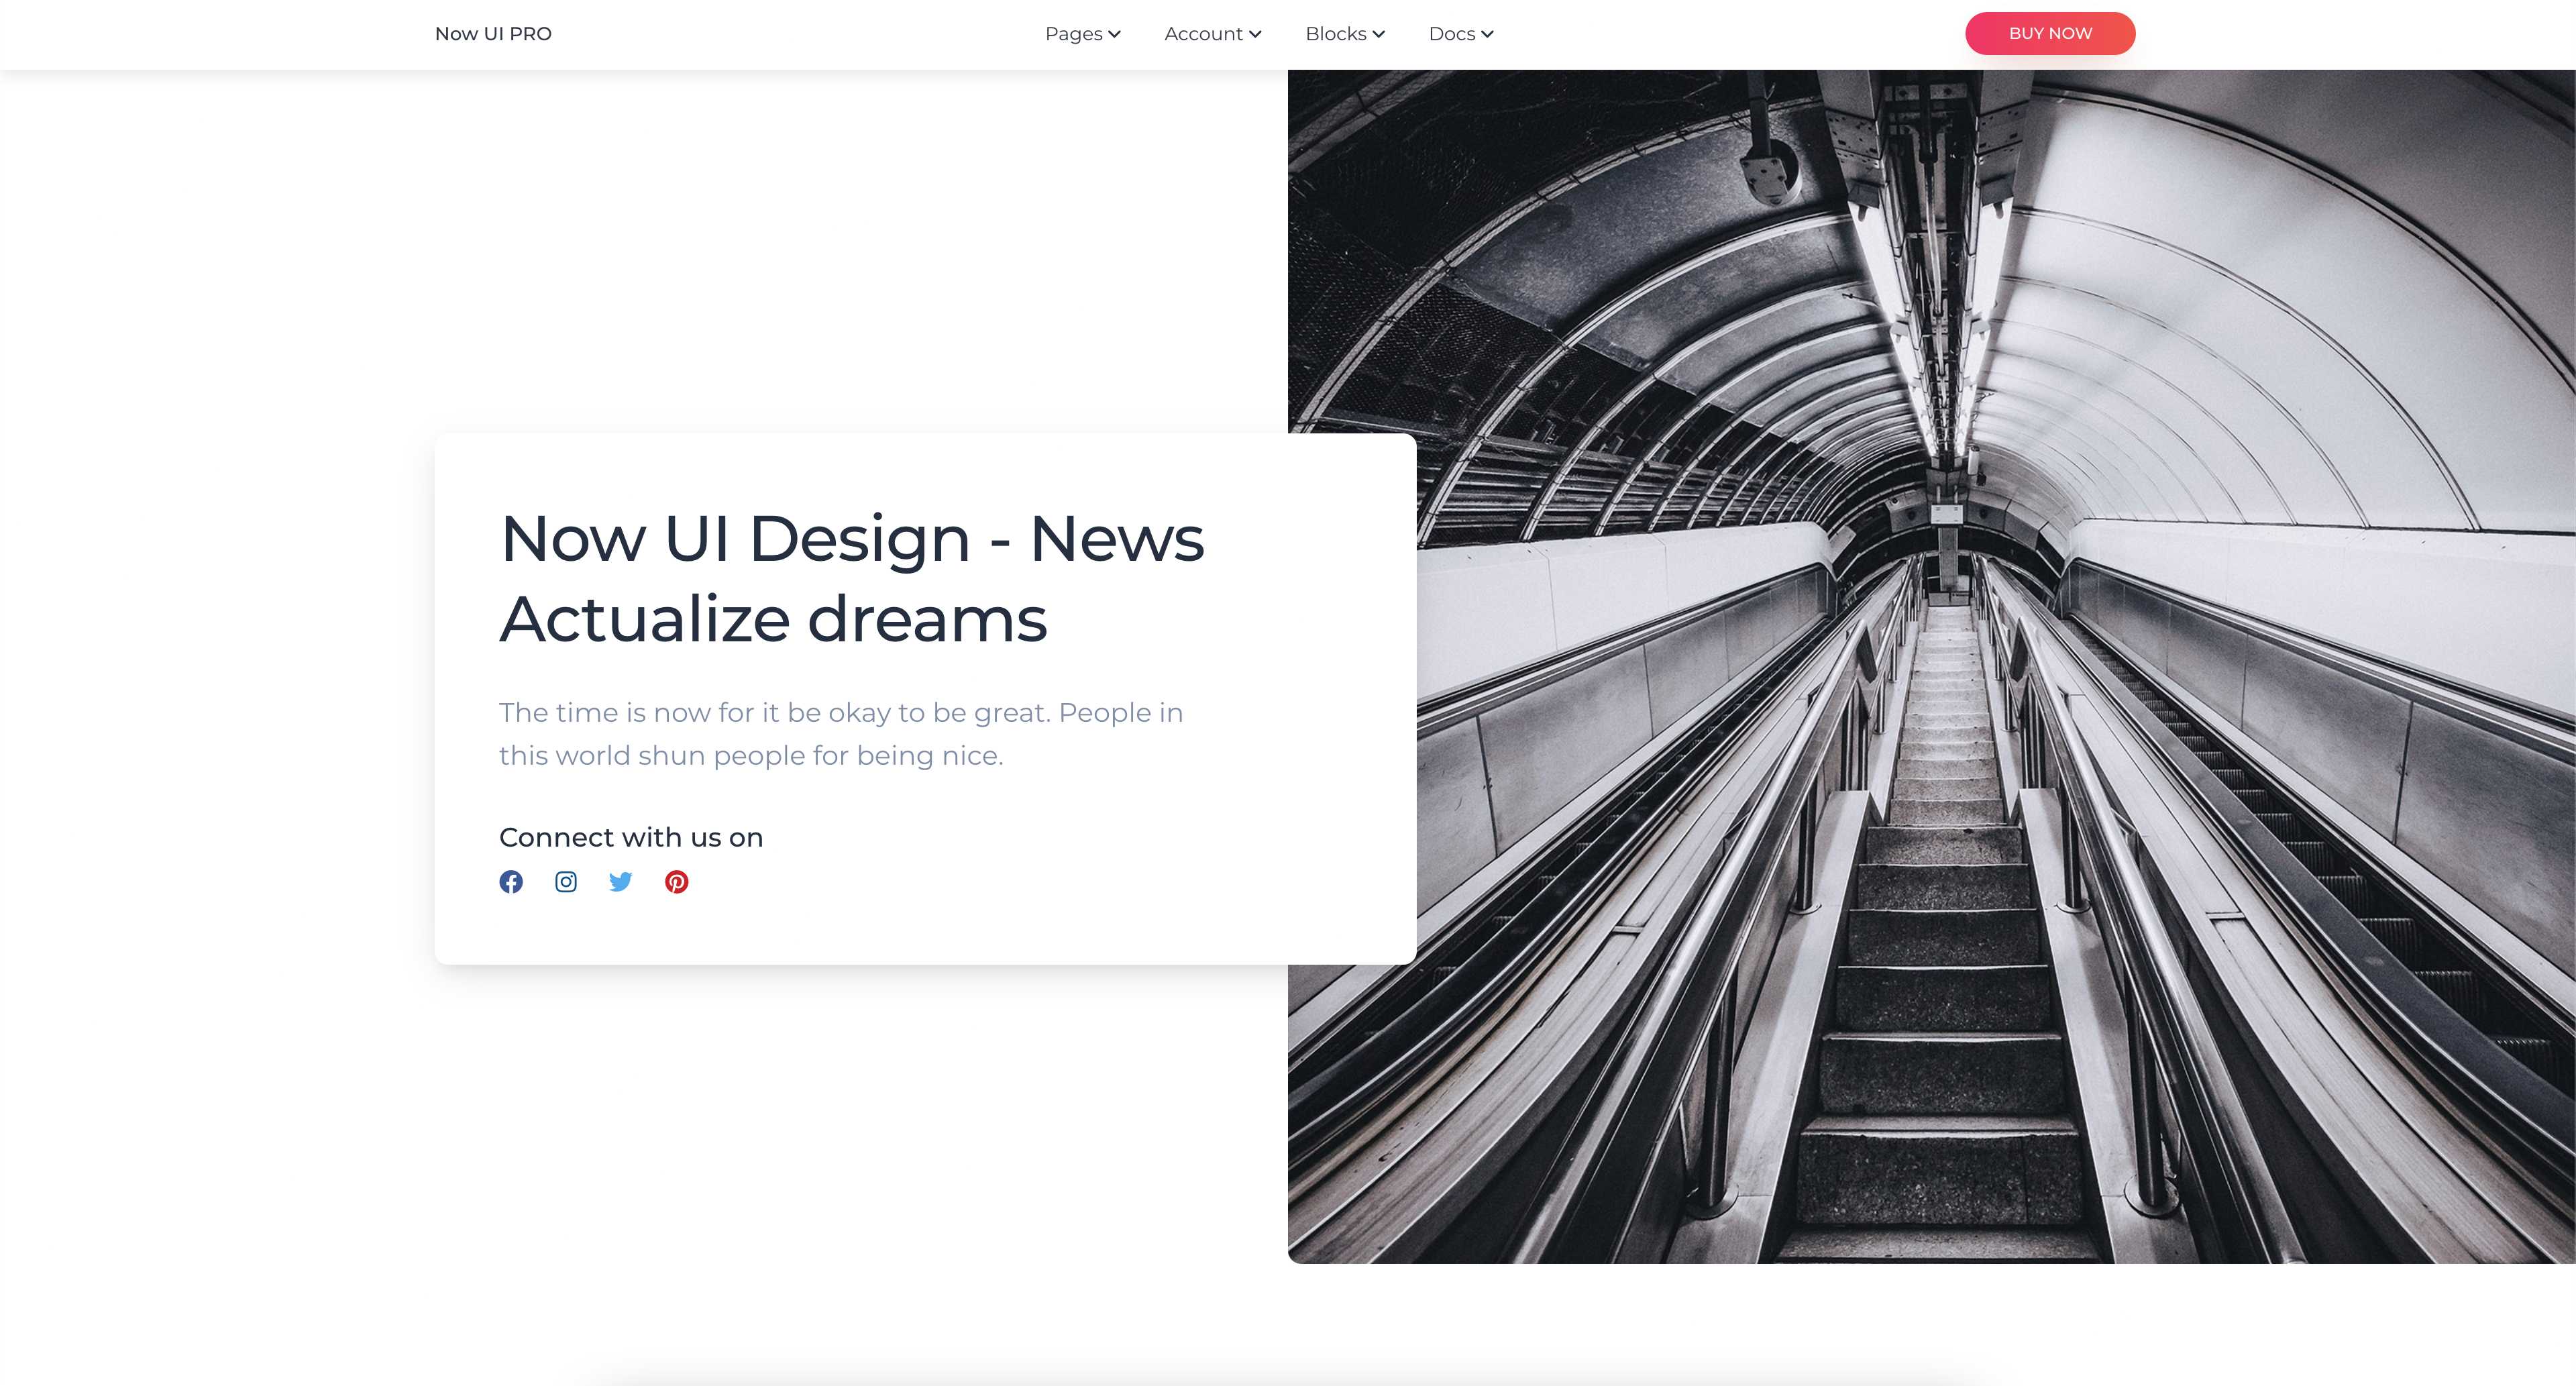 Now UI PRO
Pages
Account
Blocks
Docs
BUY NOW
Now UI Design - News
Actualize dreams
The time is now for it be okay to be great. People in
this world shun people for being nice.
Connect with us on